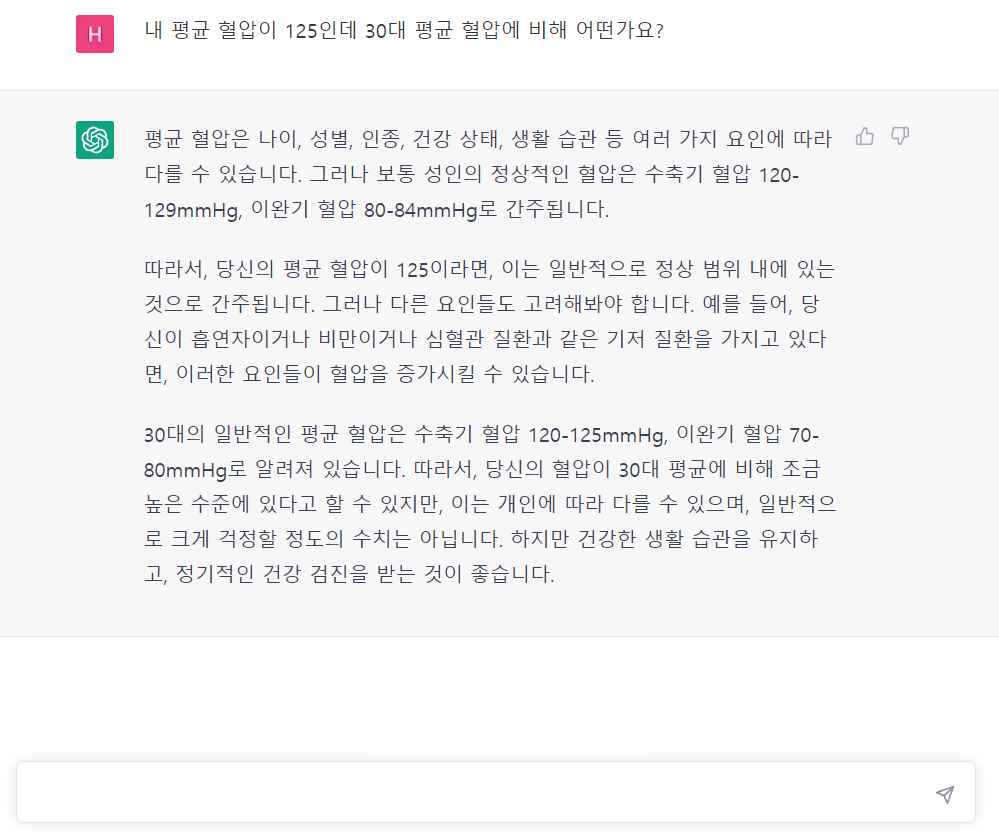 H
내 평균 혈압이 125인데 30대 평균 혈압에 비해 어떤가요?
평균 혈압은 나이, 성별, 인종, 건강 상태, 생활 습관 등 여러 가지 요인에 따라
다를 수 있습니다. 그러나 보통 성인의 정상적인 혈압은 수축기 혈압 120-
129mmHg, 이완기 혈압 80-84mmHg로 간주됩니다.
따라서, 당신의 평균 혈압이 125이라면, 이는 일반적으로 정상 범위 내에 있는
것으로 간주됩니다. 그러나 다른 요인들도 고려해봐야 합니다. 예를 들어, 당
신이 흡연자이거나 비만이거나 심혈관 질환과 같은 기저 질환을 가지고 있다
면, 이러한 요인들이 혈압을 증가시킬 수 있습니다.
30대의 일반적인 평균 혈압은 수축기 혈압 120-125mmHg, 이완기 혈압 70-
80mmHg로 알려져 있습니다. 따라서, 당신의 혈압이 30대 평균에 비해 조금
높은 수준에 있다고 할 수 있지만, 이는 개인에 따라 다를 수 있으며, 일반적으
로 크게 걱정할 정도의 수치는 아닙니다. 하지만 건강한 생활 습관을 유지하
고, 정기적인 건강 검진을 받는 것이 좋습니다.